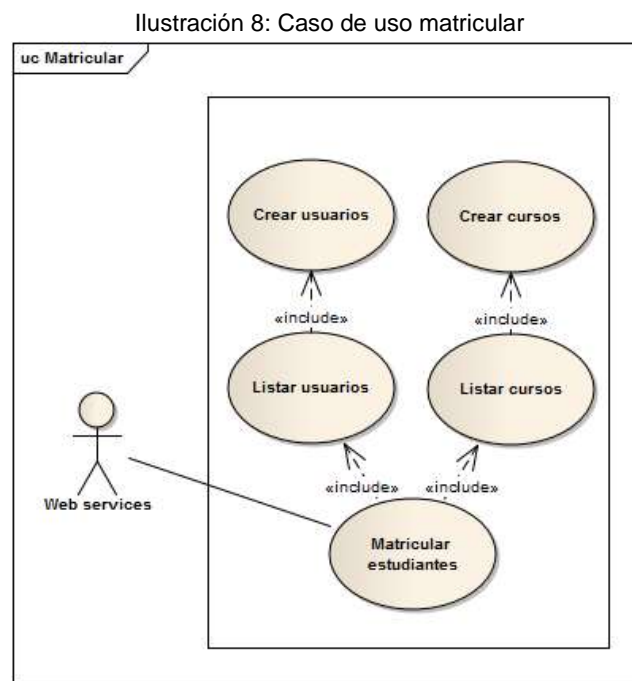 Ilustración 8: Caso de uso matricular
uc Matricular
Crear usuarios
Crear cursos
«include»
«include»
Listar usuarios
Listar cursos
«include»
«include»
Web services
Matricular
estudiantes